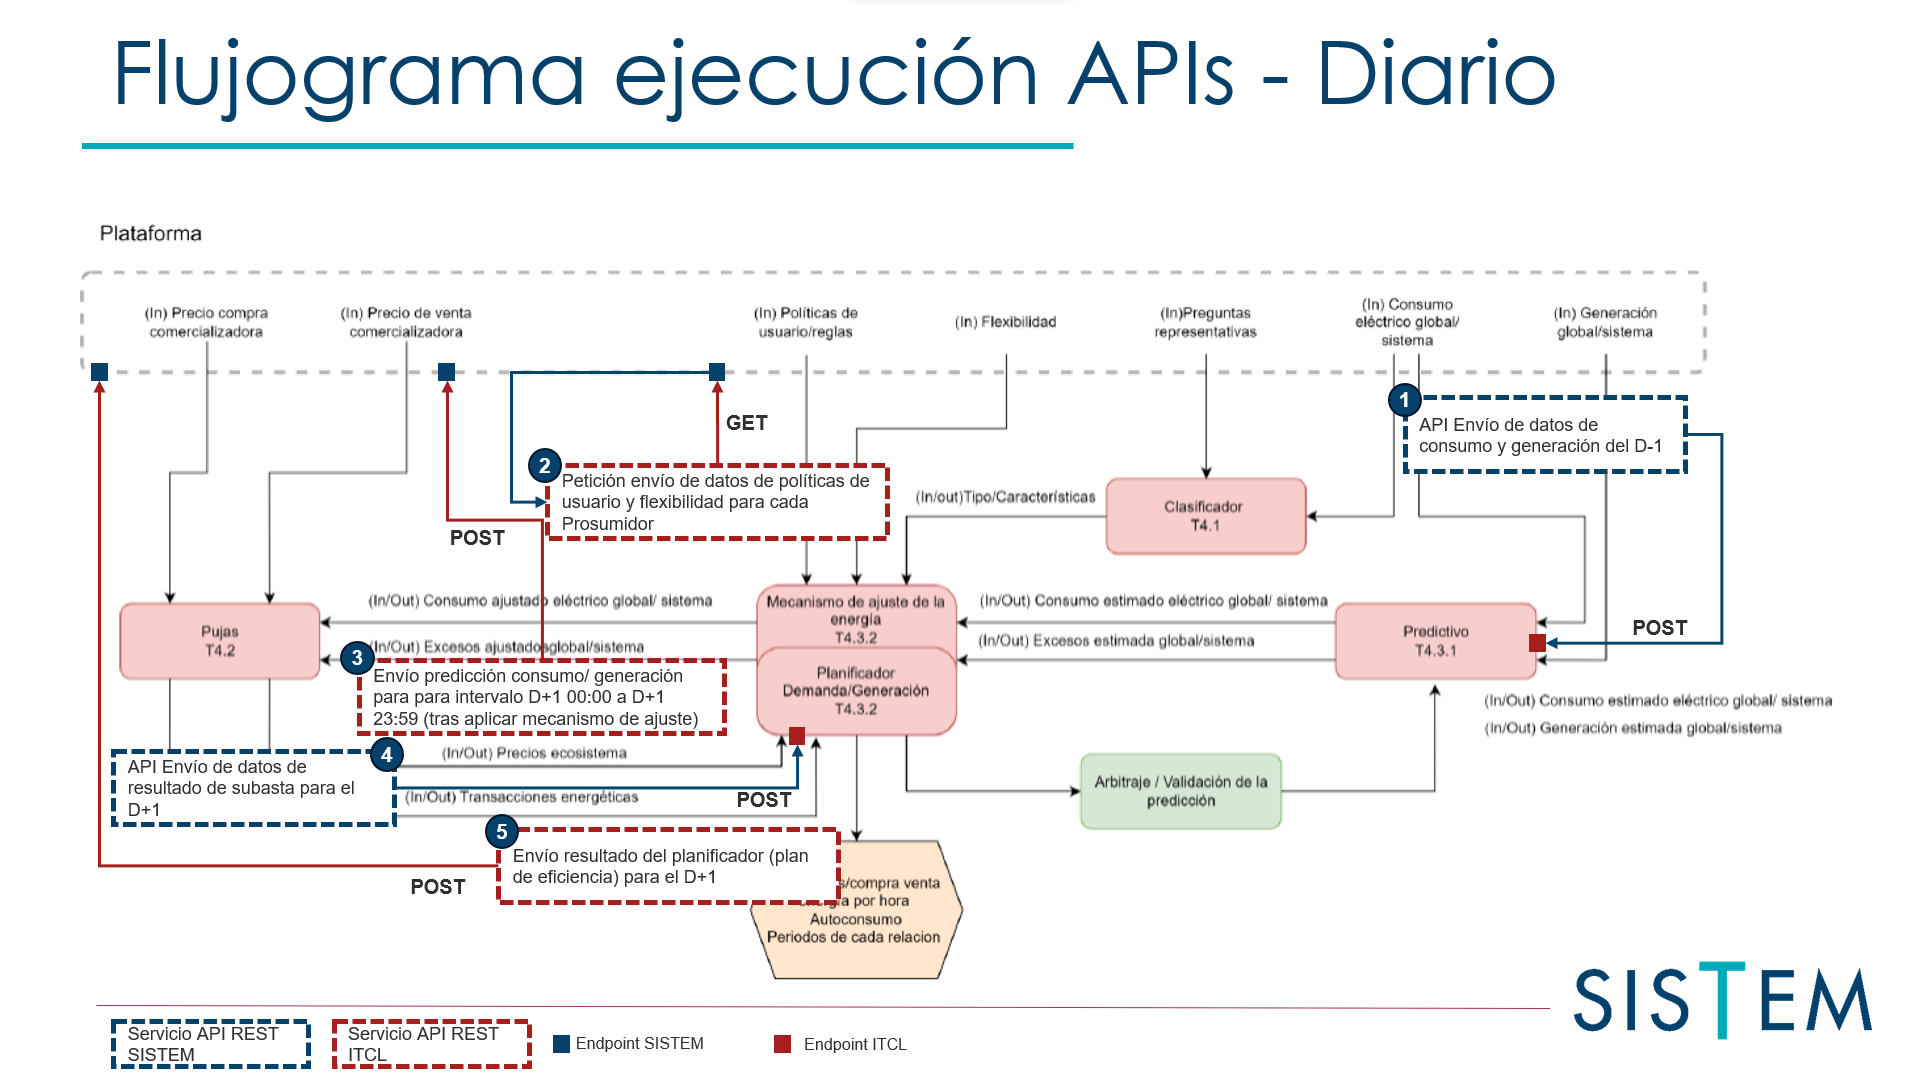 Flujograma ejecución APIs - Diario
Plataforma
(In) Precio compra
comercializadora
(In) Precio de venta
comercializadora
(In) Políticas de
usuario/reglas
(In) Flexibilidad
(In)Preguntas
representativas
(In) Consumo
eléctrico global/
sistema
(In) Generación
global/sistema
1
API Envío de datos de
consumo y generación del D-1
GET
2
Petición envío de datos de políticas de
usuario y flexibilidad para cada
Prosumidor
POST
(In/out)Tipo/Características
Clasificador
T4.1
Pujas
T4.2
(In/Out) Consumo ajustado eléctrico global/ sistema
(In/Out) Excesos ajustados global/sistema
Mecanismo de ajuste de la
energía
T4.3.2
Planificador
Demanda/Generación
T4.3.2
(In/Out) Consumo estimado eléctrico global/ sistema
(In/Out) Excesos estimada global/sistema
Predictivo
T4.3.1
POST
3
Envío predicción consumo/ generación
para para intervalo D+1 00:00 a D+1
23:59 (tras aplicar mecanismo de ajuste)
(In/Out) Consumo estimado eléctrico global/ sistema
(In/Out) Generación estimada global/sistema
4
API Envío de datos de
resultado de subasta para el
D+1
(In/Out) Precios ecosistema
(In/Out) Transacciones energéticas
POST
Arbitraje / Validación de la
predicción
5
Envío resultado del planificador (plan
de eficiencia) para el D+1
POST
s/compra venta
por hora
Autoconsumo
Periodos de cada relacion
SISTEM
Servicio API REST
SISTEM
Servicio API REST
ITCL
Endpoint SISTEM
Endpoint ITCL